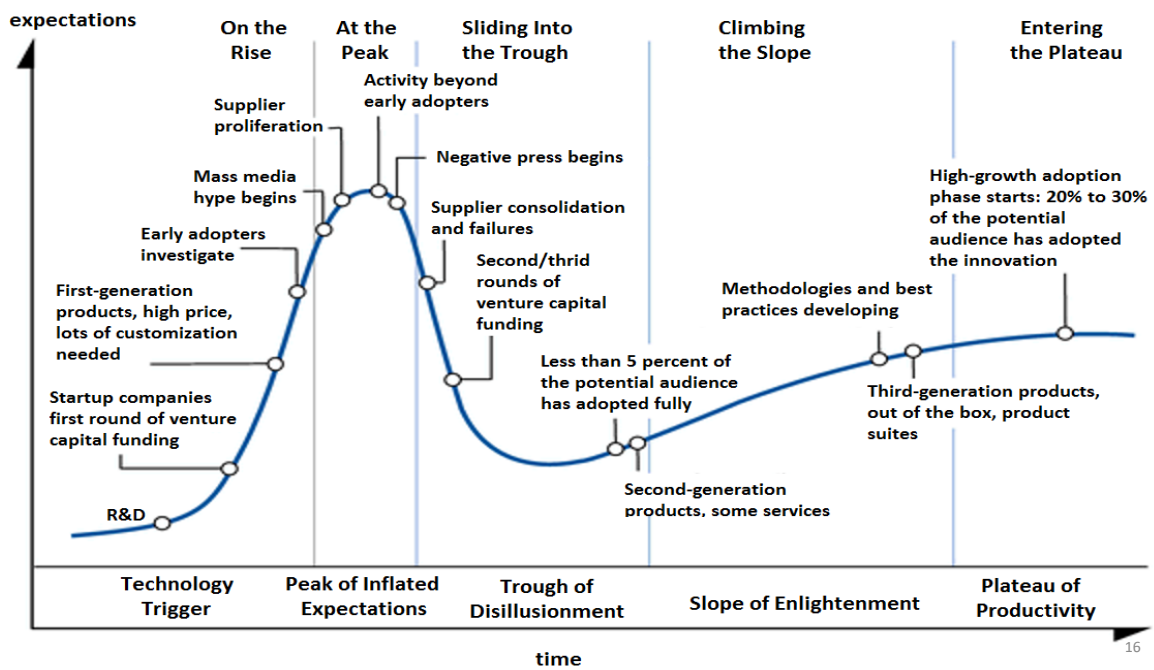 expectations
On the
Rise
At the
Peak
Sliding Into
the Trough
Climbing
the Slope
Entering
the Plateau
Activity beyond
early adopters
Supplier
proliferation
Negative press begins
Mass media
hype begins
High-growth adoption
phase starts: 20% to 30%
of the potential
audience has adopted
the innovation
Supplier consolidation
and failures
Early adopters
investigate
Second/thrid
rounds of
venture capital
funding
First-generation
products, high price,
lots of customization
needed
Methodologies and best
practices developing
Less than 5 percent of
the potential audience
has adopted fully
Third-generation products,
out of the box, product
suites
Startup companies
first round of venture
capital funding
Second-generation
products, some services
R&D
Technology
Trigger
Peak of Inflated
Expectations
Trough of
Disillusionment
Slope of Enlightenment
Plateau of
Productivity
time
16